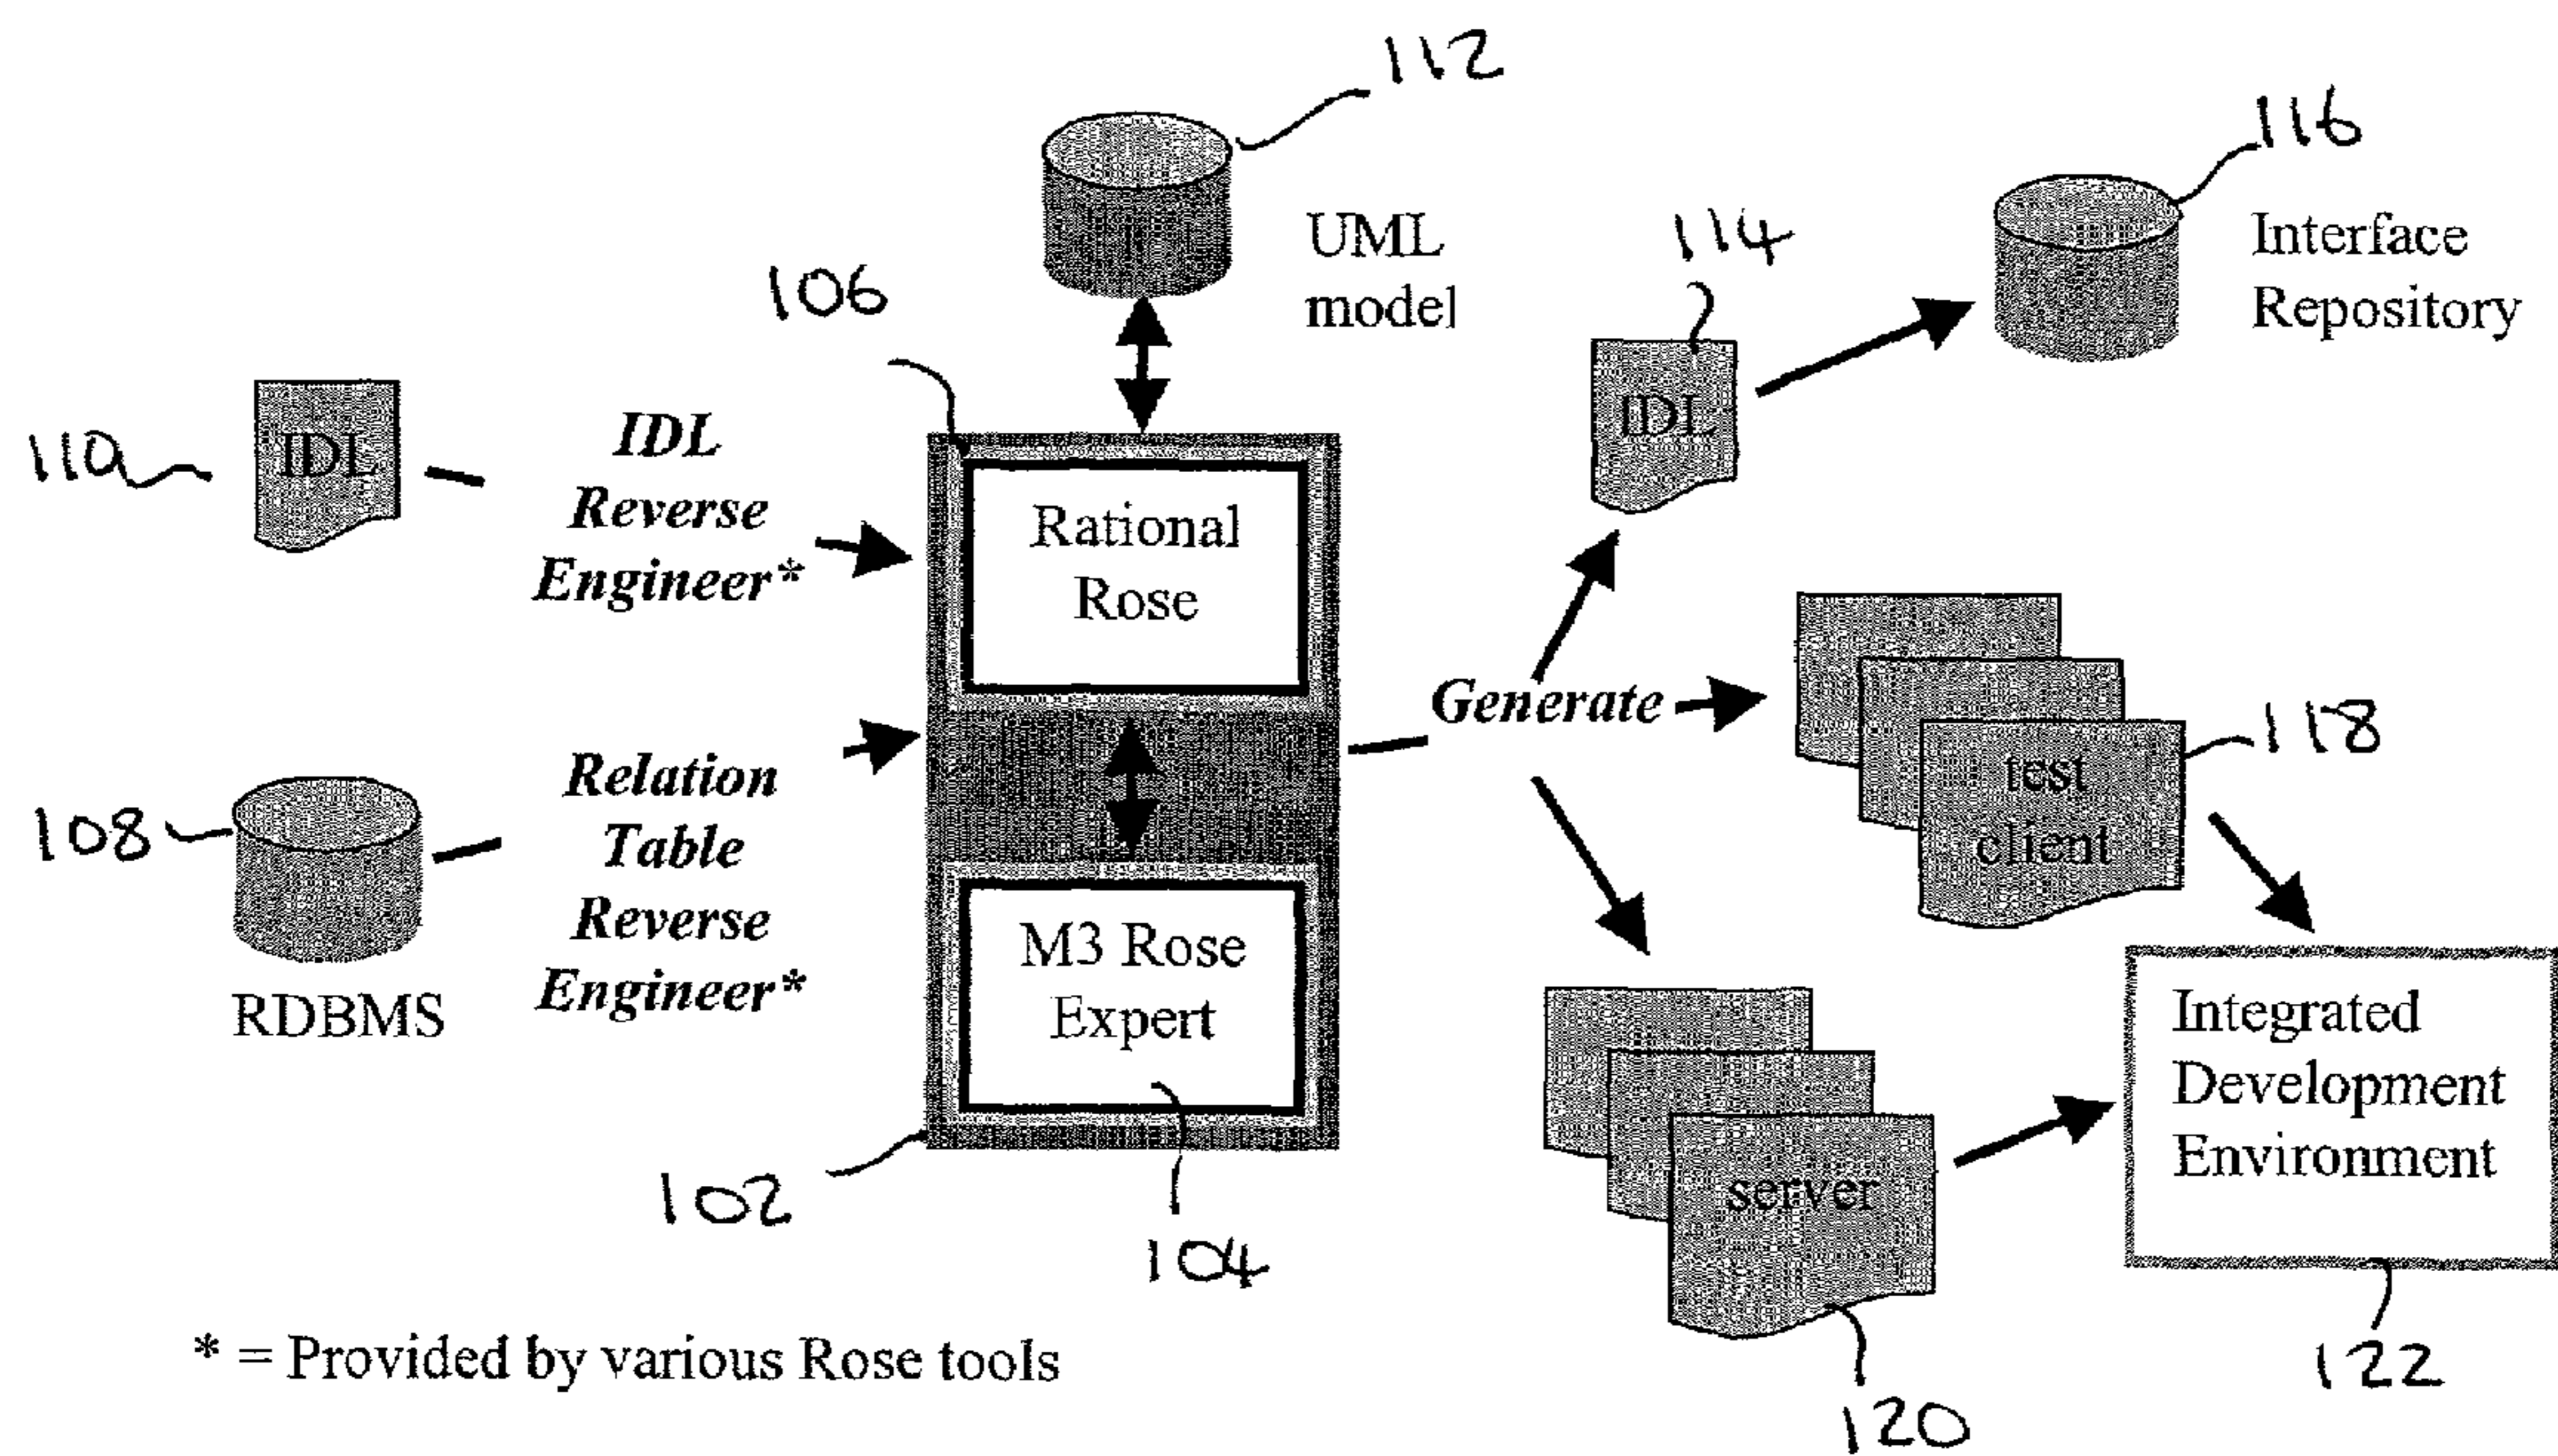 112
UML
model
116
Interface
Repository
106
114
IDL
110
IDL
IDL
Reverse
Engineer*
Rational
Rose
Generate
118
test
client
108
RDBMS
Relation
Table
Reverse
Engineer*
M3 Rose
Expert
102
104
server
120
Integrated
Development
Environment
122
* = Provided by various Rose tools